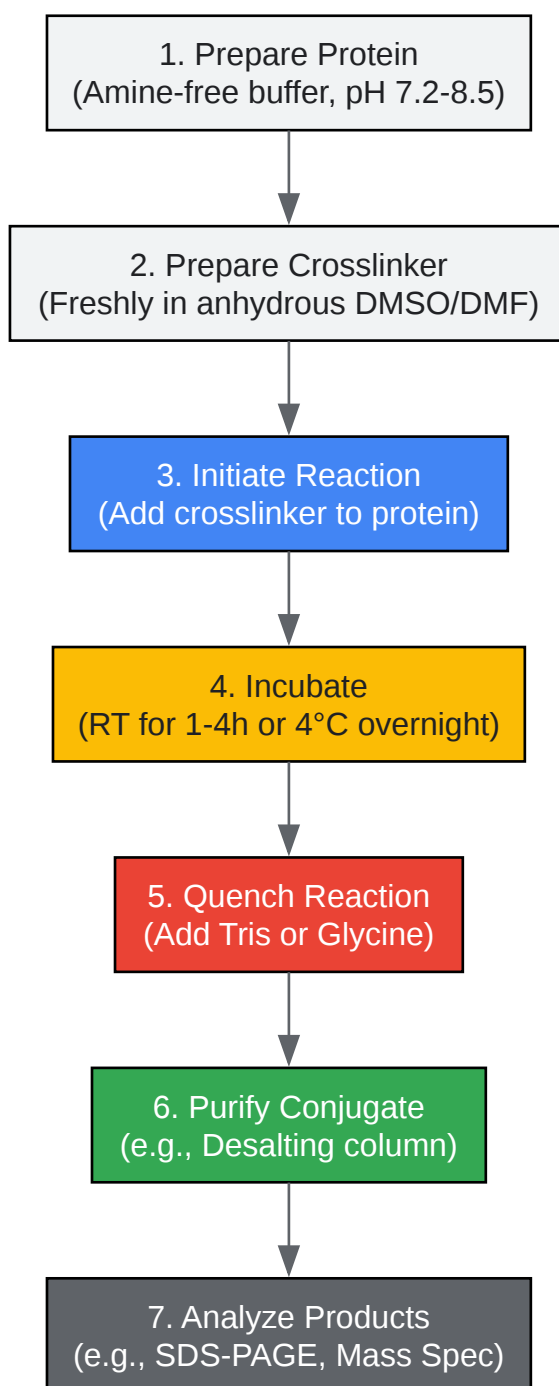 1. Prepare Protein
(Amine-free buffer, pH 7.2-8.5)
2. Prepare Crosslinker
(Freshly in anhydrous DMSO/DMF)
3. Initiate Reaction
(Add crosslinker to protein)
4. Incubate
(RT for 1-4h or 4°C overnight)
5. Quench Reaction
(Add Tris or Glycine)
6. Purify Conjugate
(e.g., Desalting column)
7. Analyze Products
(e.g., SDS-PAGE, Mass Spec)